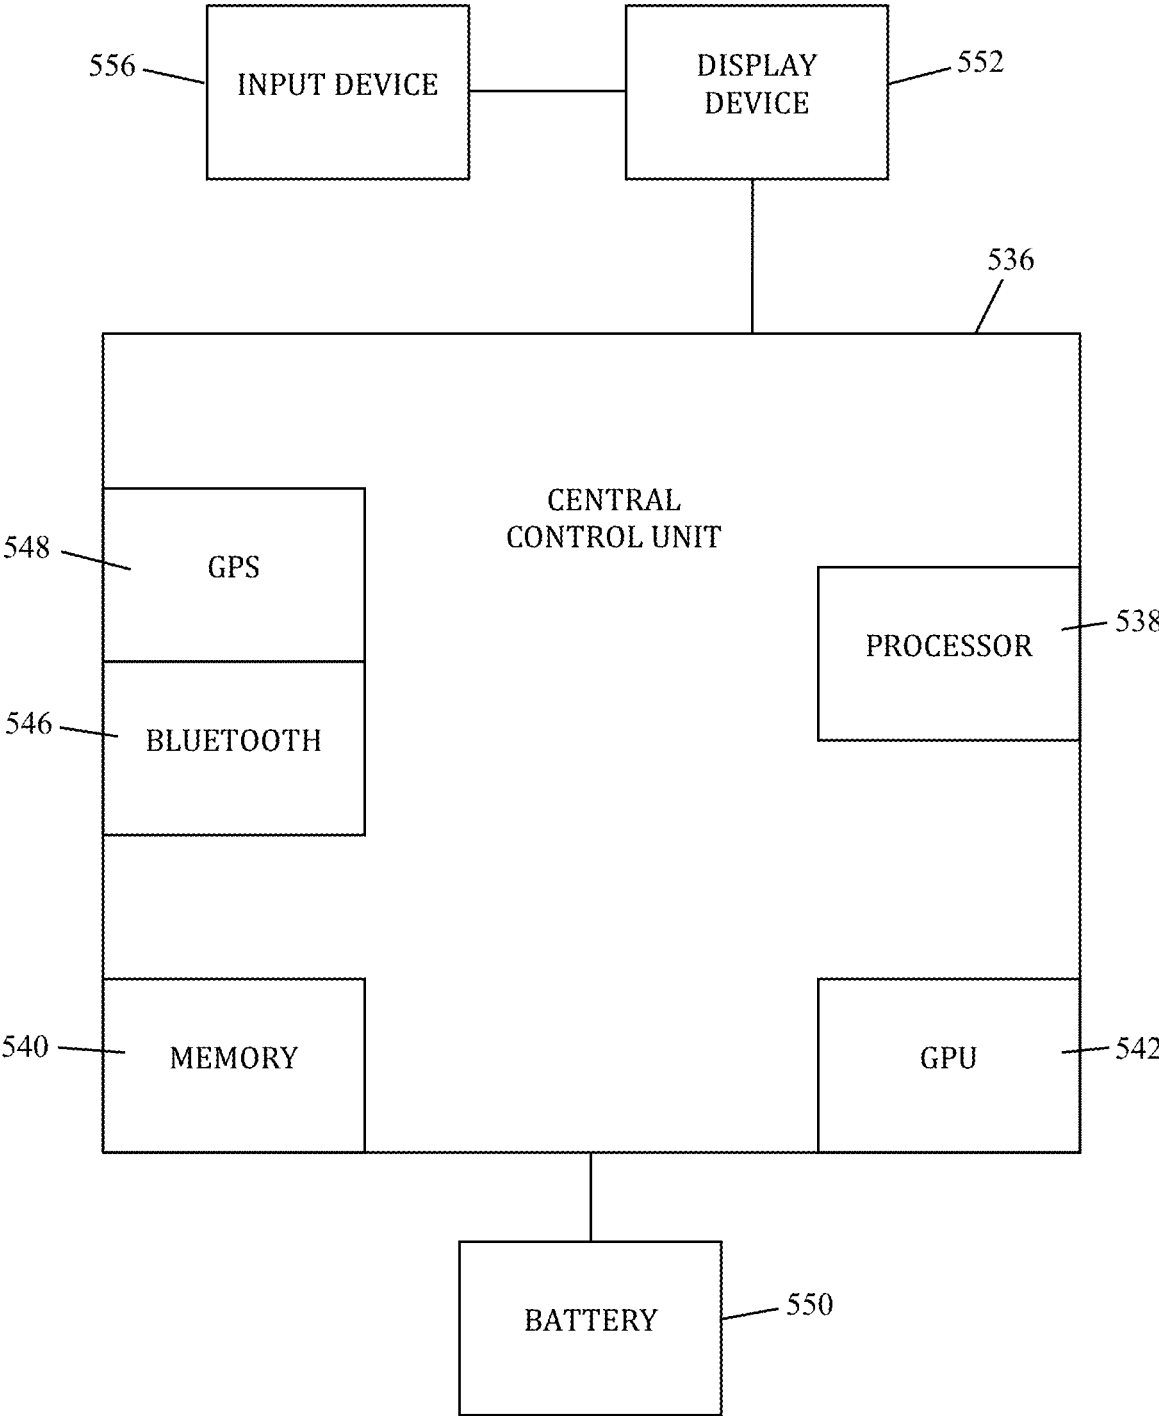 556
INPUT DEVICE
DISPLAY
DEVICE
552
536
CENTRAL
CONTROL UNIT
548
GPS
538
PROCESSOR
546
BLUETOOTH
540
MEMORY
GPU
542
BATTERY
550